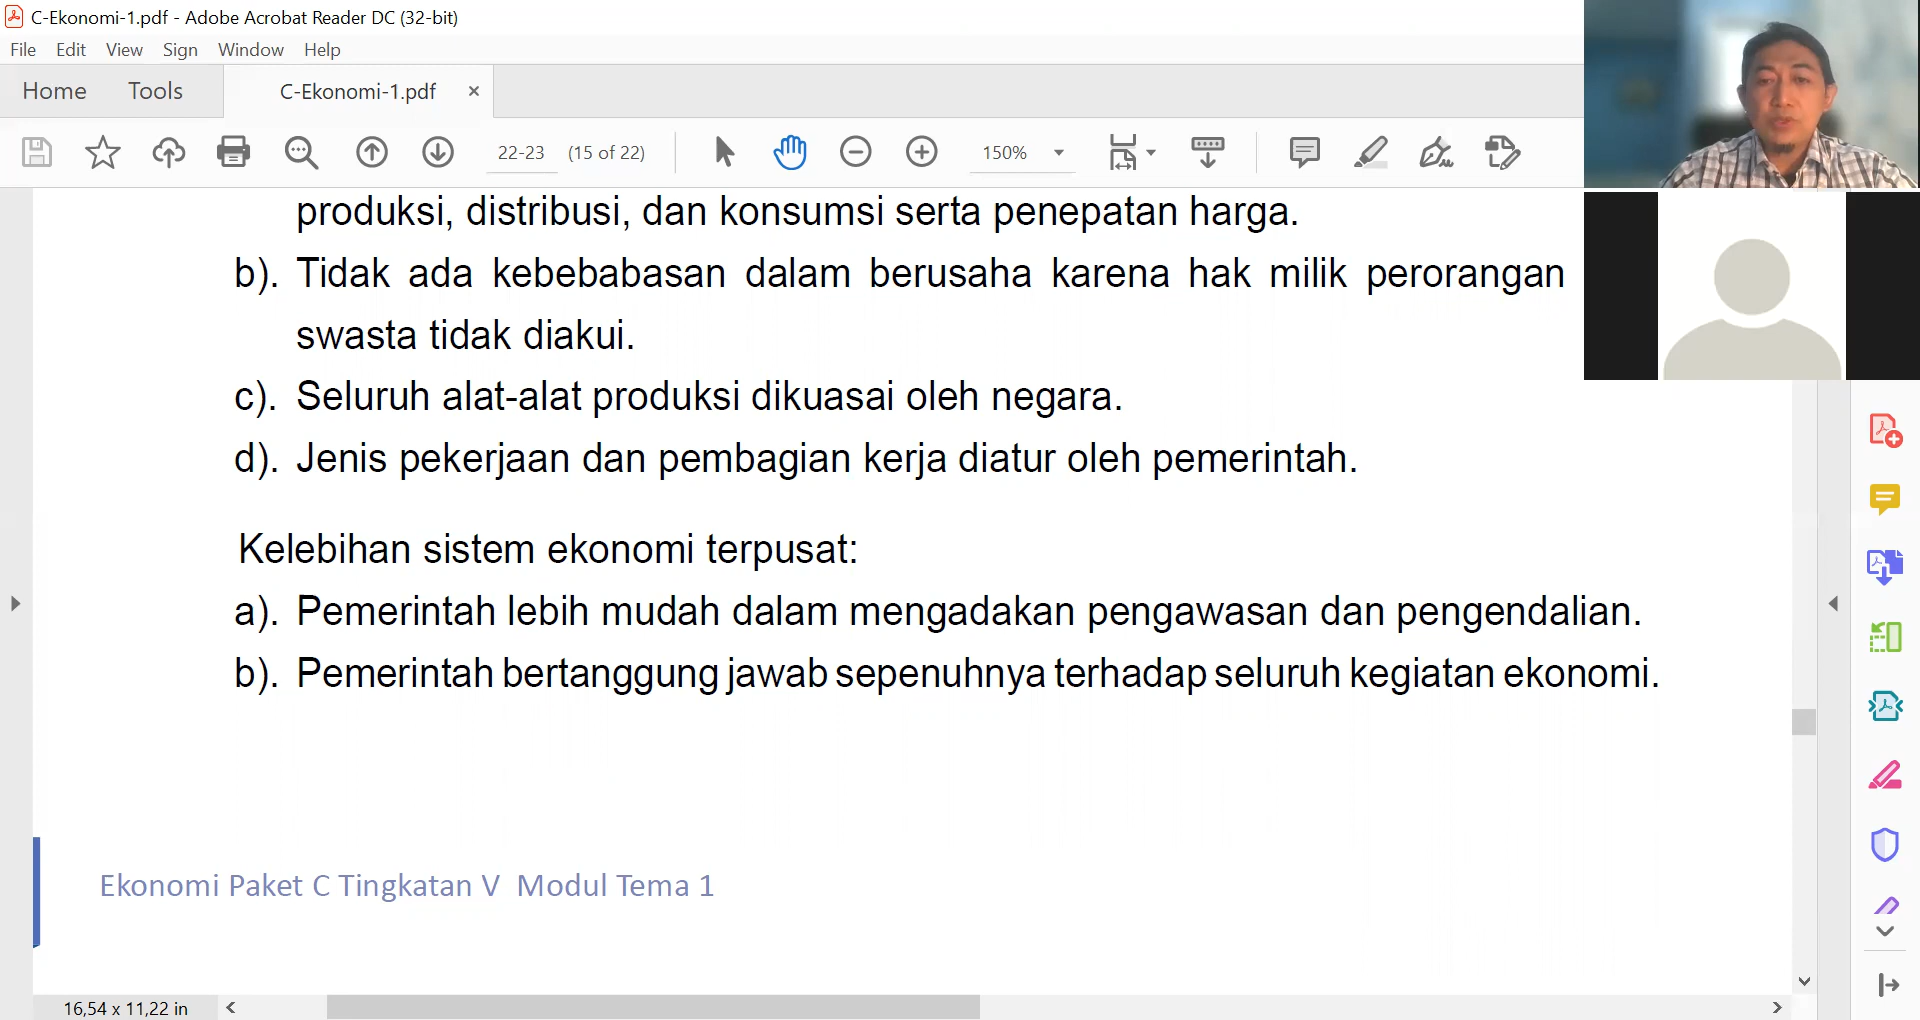 C-Ekonomi-1.pdf - Adobe Acrobat Reader DC (32-bit)
File Edit View Sign Window Help
Home Tools C-Ekonomi-1.pdf ×
22-23 (15 of 22) 150%
produksi, distribusi, dan konsumsi serta penepatan harga.
b). Tidak ada kebebabasan dalam berusaha karena hak milik perorangan
swasta tidak diakui.
c). Seluruh alat-alat produksi dikuasai oleh negara.
d). Jenis pekerjaan dan pembagian kerja diatur oleh pemerintah.
Kelebihan sistem ekonomi terpusat:
a). Pemerintah lebih mudah dalam mengadakan pengawasan dan pengendalian.
b). Pemerintah bertanggung jawab sepenuhnya terhadap seluruh kegiatan ekonomi.
Ekonomi Paket C Tingkatan V Modul Tema 1
16,54 x 11,22 in